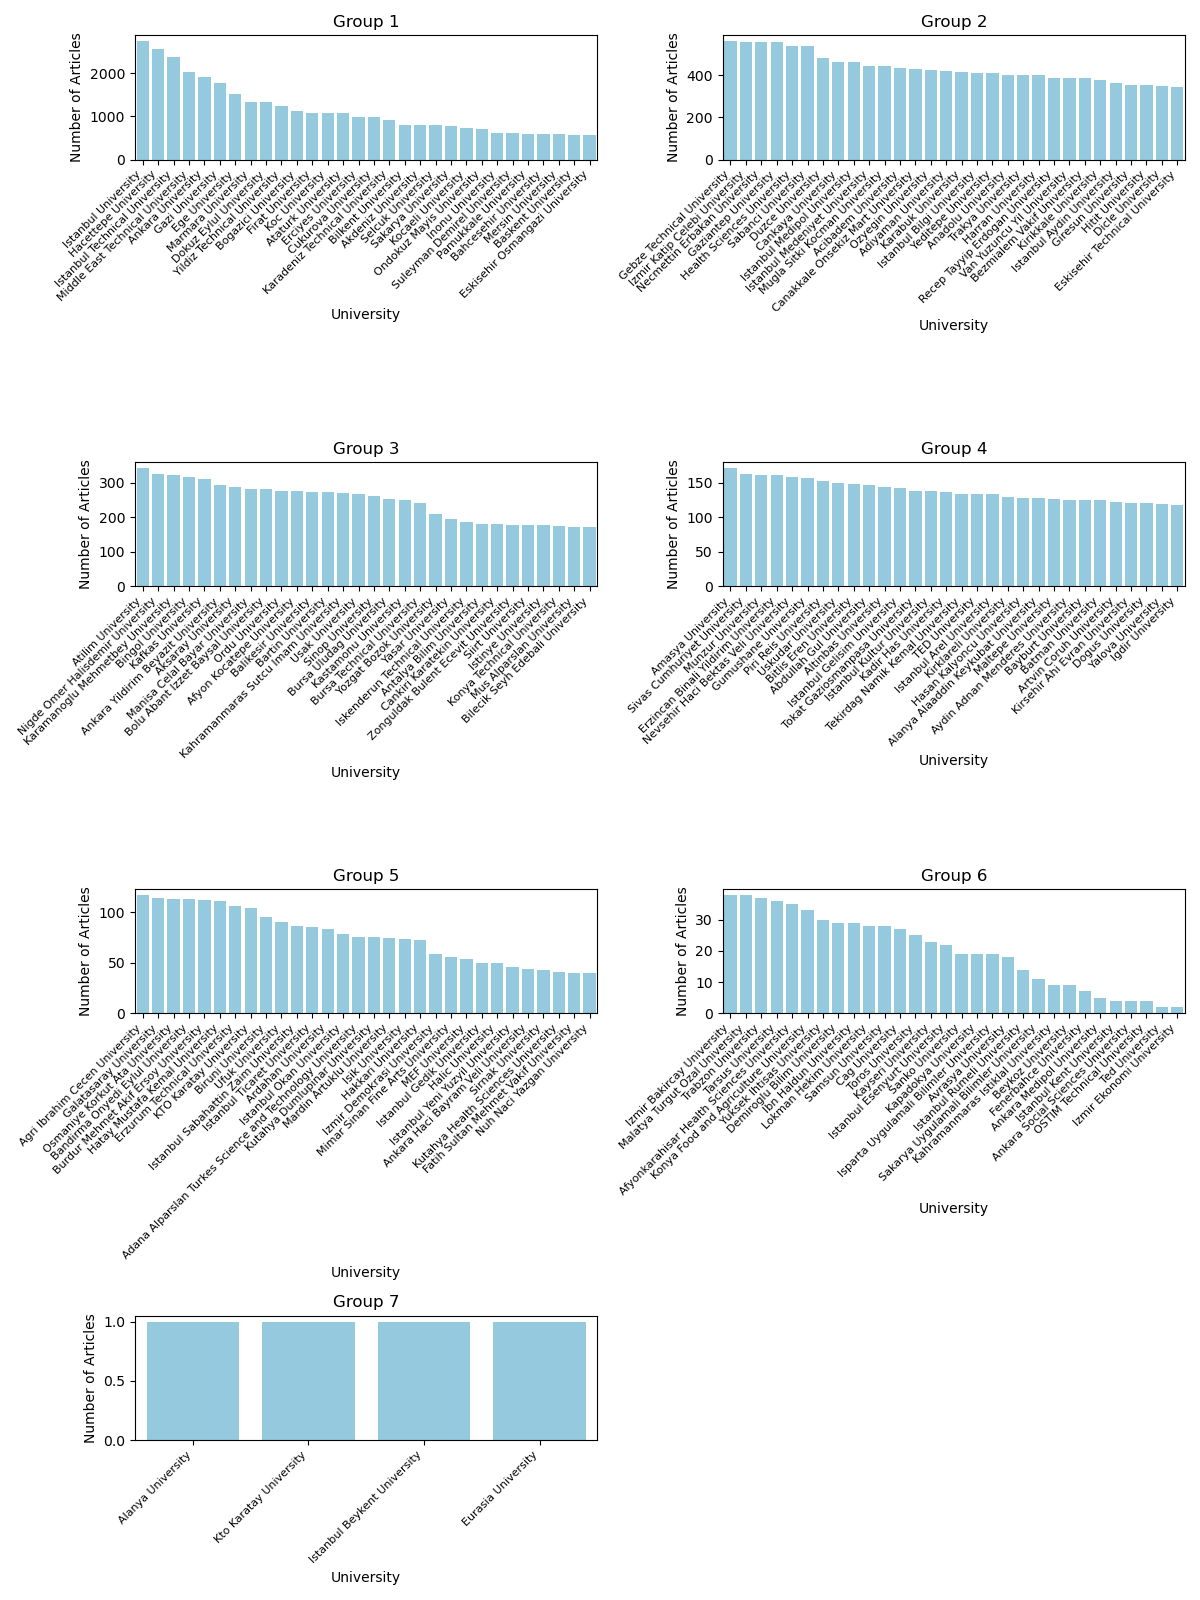 Group 1
Number of Articles
2000
1000
0
Istanbul University
Hacettepe University
Istanbul Technical University
Middle East Technical University
Ankara University
Gazi University
Ege University
Marmara University
Dokuz Eylul University
Yildiz Technical University
Bogazici University
Firat University
Koc University
Ataturk University
Erciyes University
Cukurova University
Karadeniz Technical University
Bilkent University
Akdeniz University
Selcuk University
Sakarya University
Kocaeli University
Ondokuz Mayis University
Inonu University
Suleyman Demirel University
Pamukkale University
Bahcesehir University
Mersin University
Baskent University
Eskisehir Osmangazi University
University
Group 2
Number of Articles
400
200
0
Gebze Technical University
Izmir Katip Celebi University
Necmettin Erbakan University
Gaziantep University
Health Sciences University
Sabanci University
Duzce University
Cankaya University
Istanbul Medipol University
Istanbul Medeniyet University
Mugla Sitki Kocman University
Acibadem University
Canakkale Onsekiz Mart University
Ozyegin University
Adiyaman University
Karabuk University
Istanbul Bilgi University
Yeditepe University
Anadolu University
Trakya University
Harran University
Recep Tayyip Erdogan University
Van Yuzuncu Yil University
Bezmialem Vakif University
Kirikkale University
Istanbul Aydin University
Giresun University
Hitit University
Dicle University
Eskisehir Technical University
University
Group 3
Number of Articles
300
200
100
0
Atilim University
Nigde Omer Halisdemir University
Karamanoglu Mehmetbey University
Bingol University
Kafkas University
Ankara Yildirim Beyazit University
Aksaray University
Manisa Celal Bayar University
Bolu Abant Izzet Baysal University
Ordu University
Afyon Kocatepe University
Balikesir University
Bartin University
Kahramanmaras Sutcu Imam University
Usak University
Sinop University
Bursa Uludag University
Kastamonu University
Bursa Technical University
Yozgat Bozok University
Yasar University
Iskenderun Technical University
Antalya Bilim University
Cankiri Karatekin University
Zonguldak Bulent Ecevit University
Siirt University
Istinye University
Konya Technical University
Mus Alparslan University
Bilecik Seyh Edebali University
University
Group 4
Number of Articles
150
100
50
0
Amasya University
Sivas Cumhuriyet University
Munzur University
Erzincan Binali Yildirim University
Nevsehir Haci Bektas Veli University
Gumushane University
Piri Reis University
Uskudar University
Bitlis Eren University
Abdullah Gul University
Altinbas University
Istanbul Gelisim University
Tokat Gaziosmanpasa University
Istanbul Kultur University
Kadir Has University
TED University
Tekirdag Namik Kemal University
Istanbul Arel University
Kirklareli University
Hasan Kalyoncu University
Alanya Alaaddin Keykubat University
Maltepe University
Aydin Adnan Menderes University
Bayburt University
Batman University
Artvin Coruh University
Kirsehir Ahi Evran University
Dogus University
Yalova University
Igdir University
University
Group 5
Number of Articles
100
50
0
Agri Ibrahim Cecen University
Galatasaray University
Osmaniye Korkut Ata University
Bandirma Onyedi Eylul University
Burdur Mehmet Akif Ersoy University
Hatay Mustafa Kemal University
Erzurum Technical University
KTO Karatay University
Biruni University
Ufuk University
Istanbul Sabahattin Zaim University
Istanbul Ticaret University
Ardahan University
Istanbul Okan University
Adana Alparslan Turkes Science and Technology University
Kutahya Dumlupinar University
Mardin Artuklu University
Isik University
Hakkari University
Izmir Demokrasi University
Mimar Sinan Fine Arts University
MEF University
Istanbul Gedik University
Halic University
Istanbul Yeni Yuzyil University
Ankara Haci Bayram Veli University
Sirnak University
Kutahya Health Sciences University
Fatih Sultan Mehmet Vakif University
Nuh Naci Yazgan University
University
Group 6
Number of Articles
30
20
10
0
Izmir Bakircay University
Malatya Turgut Ozal University
Trabzon University
Tarsus University
Afyonkarahisar Health Sciences University
Konya Food and Agriculture University
Yuksek Ihtisas University
Demiroglu Bilim University
Ibn Haldun University
Lokman Hekim University
Samsun University
Cag University
Toros University
Kayseri University
Istanbul Esenyurt University
Sanko University
Kapadokya University
Isparta Uygulamali Bilimler University
Avrasya University
Istanbul Rumeli University
Sakarya Uygulamali Bilimler University
Kahramanmaras Istiklal University
Beykoz University
Fenerbahce University
Ankara Medipol University
Istanbul Kent University
Ankara Social Sciences University
OSTIM Technical University
Ted University
Izmir Ekonomi University
University
Group 7
Number of Articles
1.0
0.5
0.0
Alanya University
Kto Karatay University
Istanbul Beykent University
Eurasia University
University